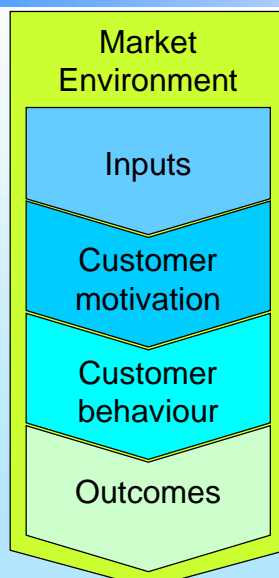 Market
Environment
Inputs
Customer
motivation
Customer
behaviour
Outcomes